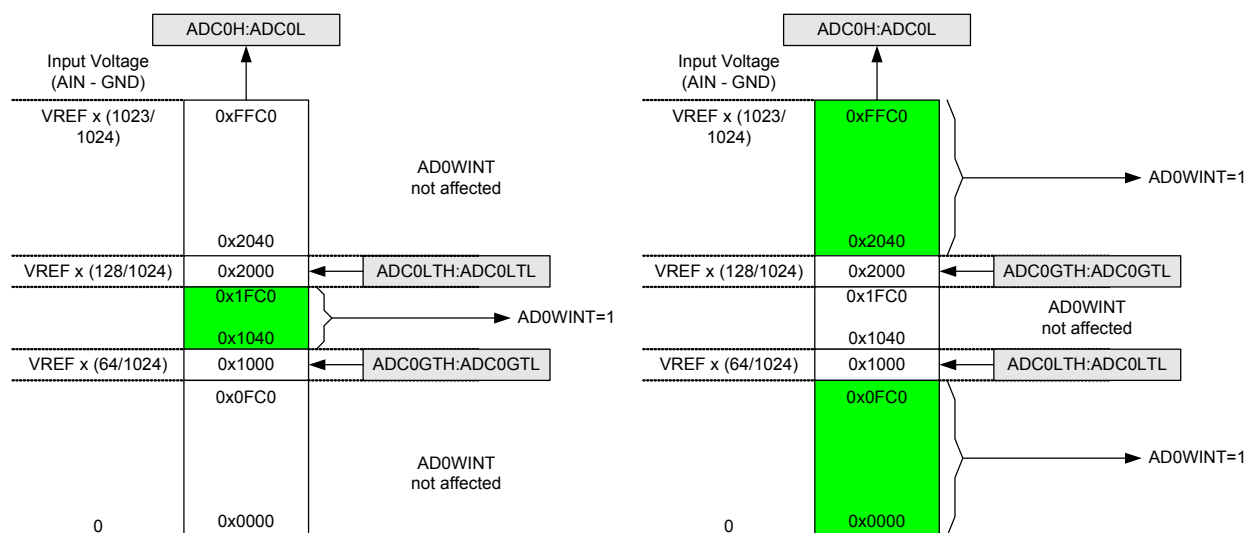 ADC0H:ADC0L
Input Voltage
(AIN - GND)
VREF x (1023/
1024)
0xFFC0
AD0WINT
not affected
0x2040
VREF x (128/1024)
0x2000
ADC0LTH:ADC0LTL
0x1FC0
AD0WINT=1
0x1040
VREF x (64/1024)
0x1000
ADC0GTH:ADC0GTL
0x0FC0
AD0WINT
not affected
0
0x0000
ADC0H:ADC0L
Input Voltage
(AIN - GND)
VREF x (1023/
1024)
0xFFC0
AD0WINT=1
0x2040
VREF x (128/1024)
0x2000
ADC0GTH:ADC0GTL
0x1FC0
AD0WINT
not affected
0x1040
VREF x (64/1024)
0x1000
ADC0LTH:ADC0LTL
0x0FC0
AD0WINT=1
0
0x0000